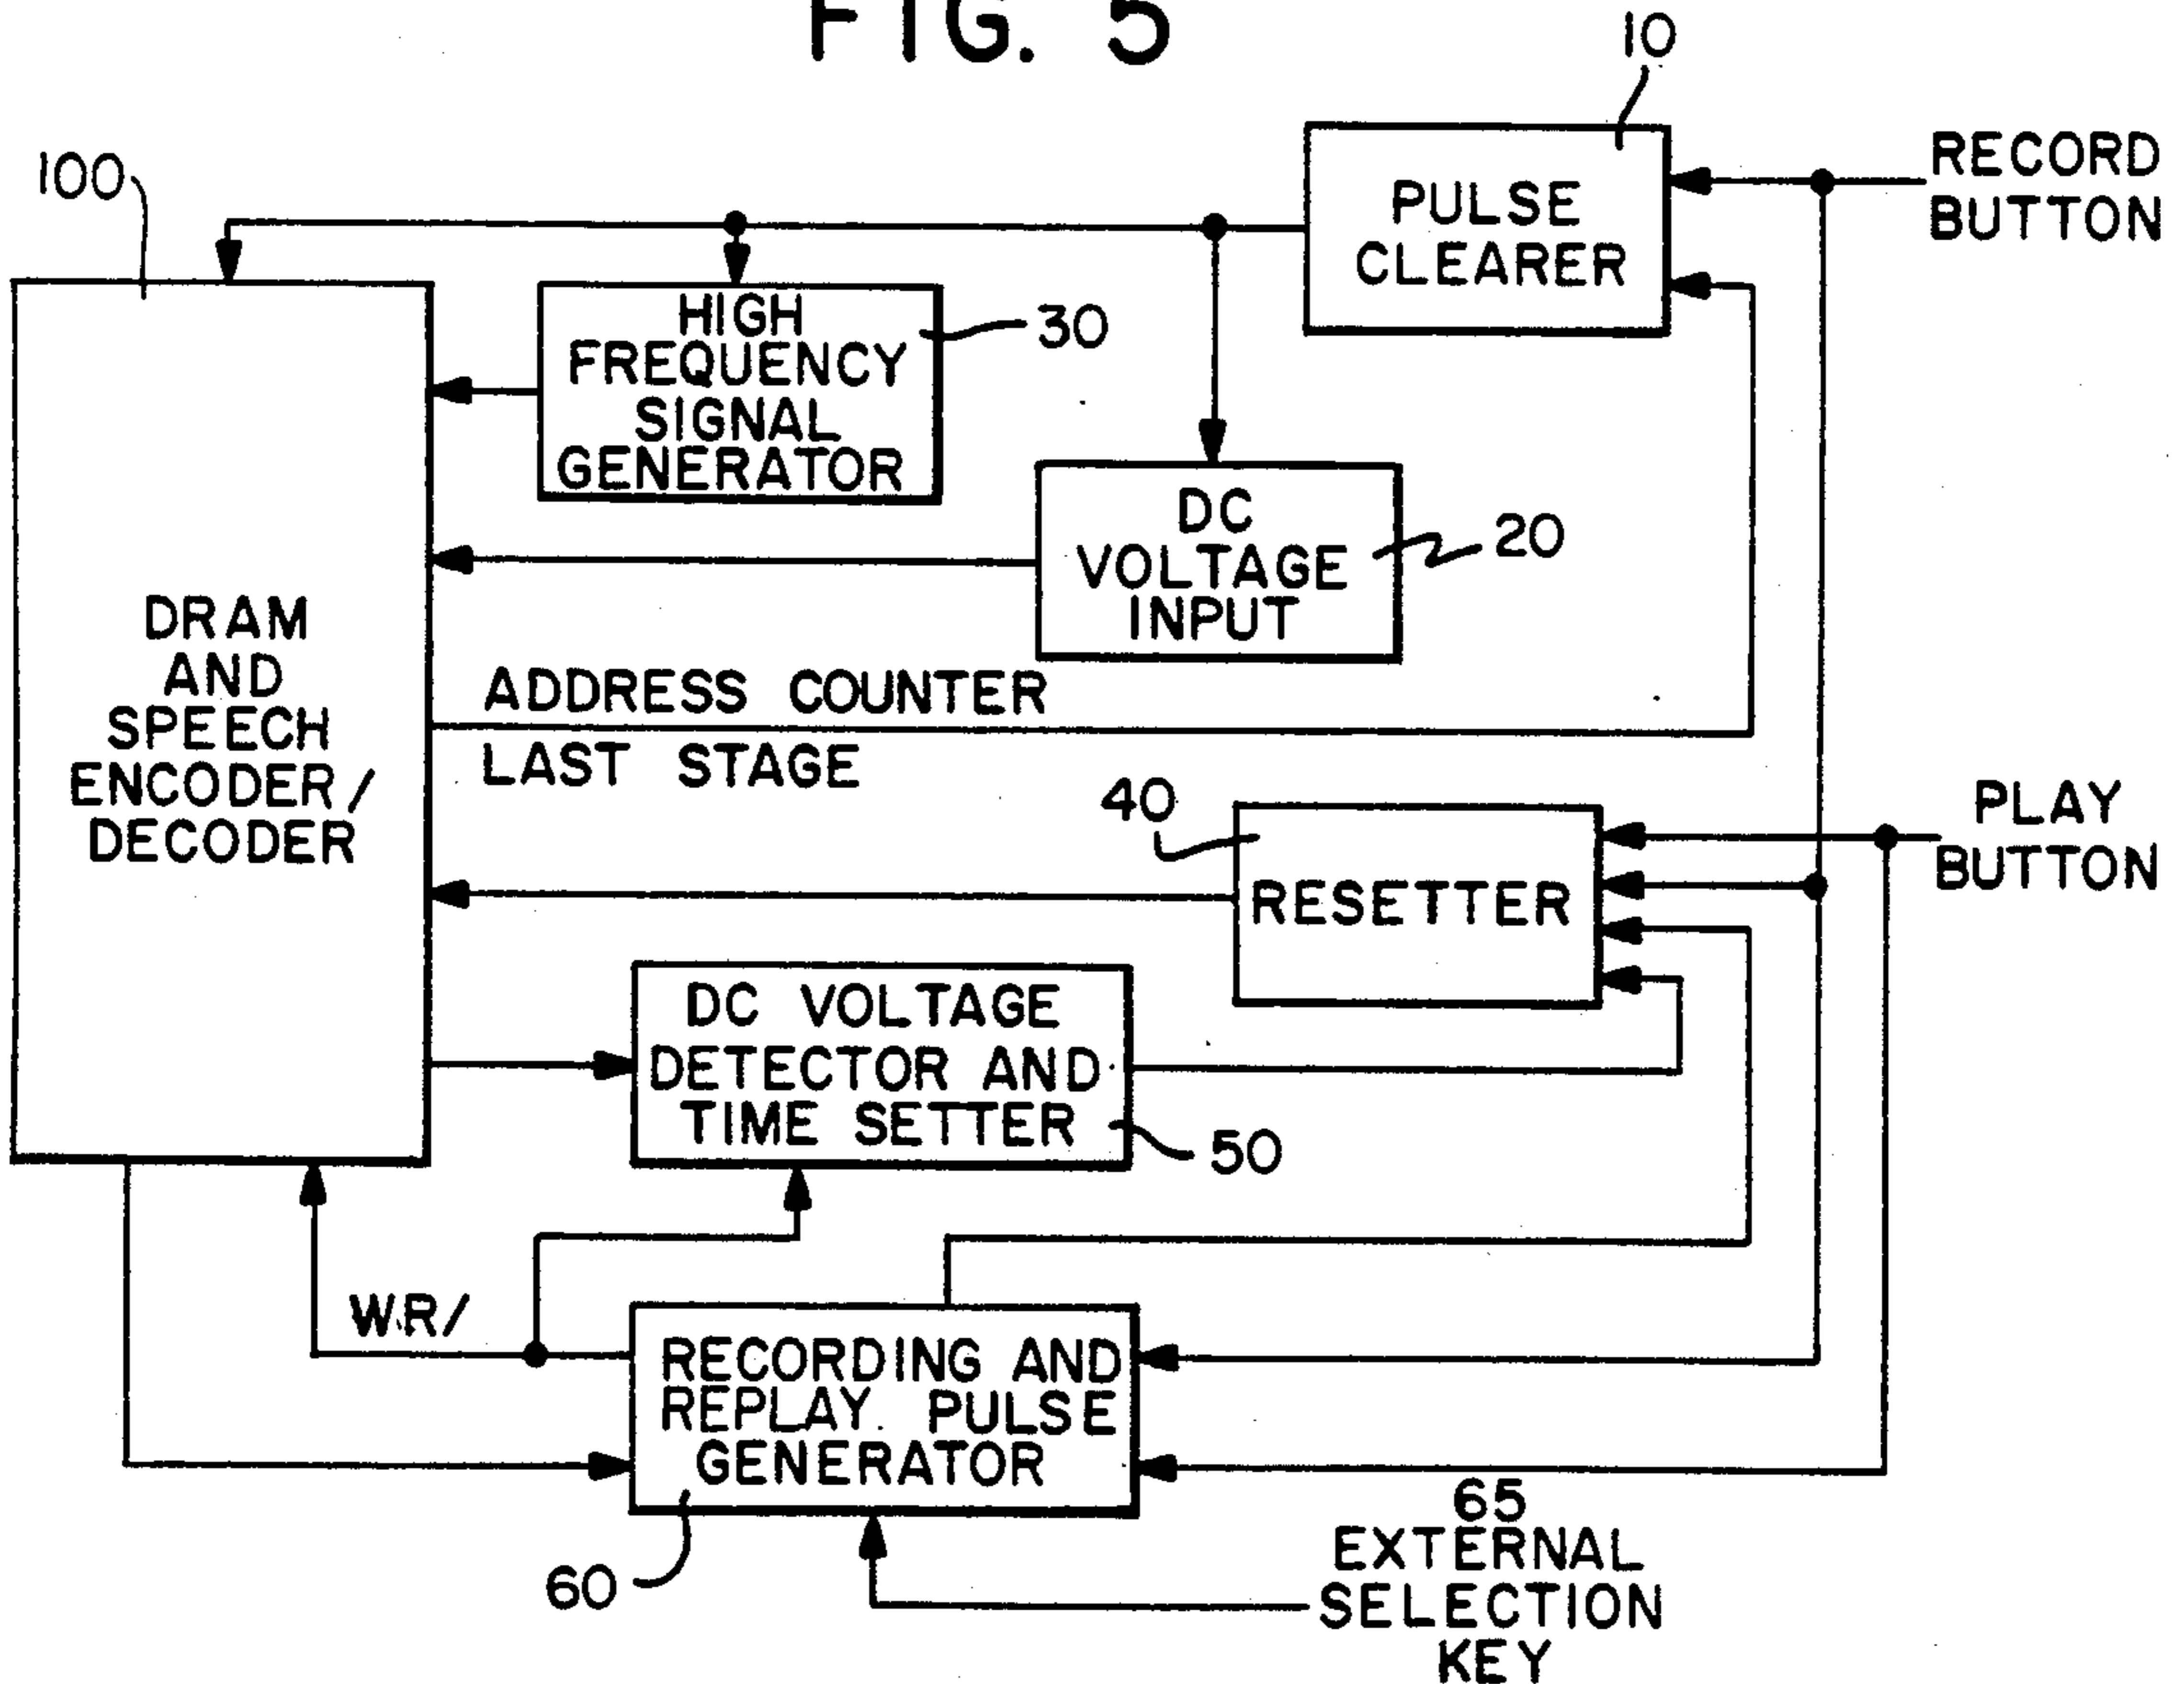 FIG. 5
10
100
RECORD
BUTTON
PULSE
CLEARER
HIGH
FREQUENCY
SIGNAL
GENERATOR
30
DC
VOLTAGE
INPUT
20
DRAM
AND
SPEECH
ENCODER/
DECODER
ADDRESS COUNTER
LAST STAGE
40
PLAY
BUTTON
RESETTER
DC VOLTAGE
DETECTOR AND
TIME SETTER
50
WR/
RECORDING AND
REPLAY PULSE
GENERATOR
60
65
EXTERNAL
SELECTION
KEY